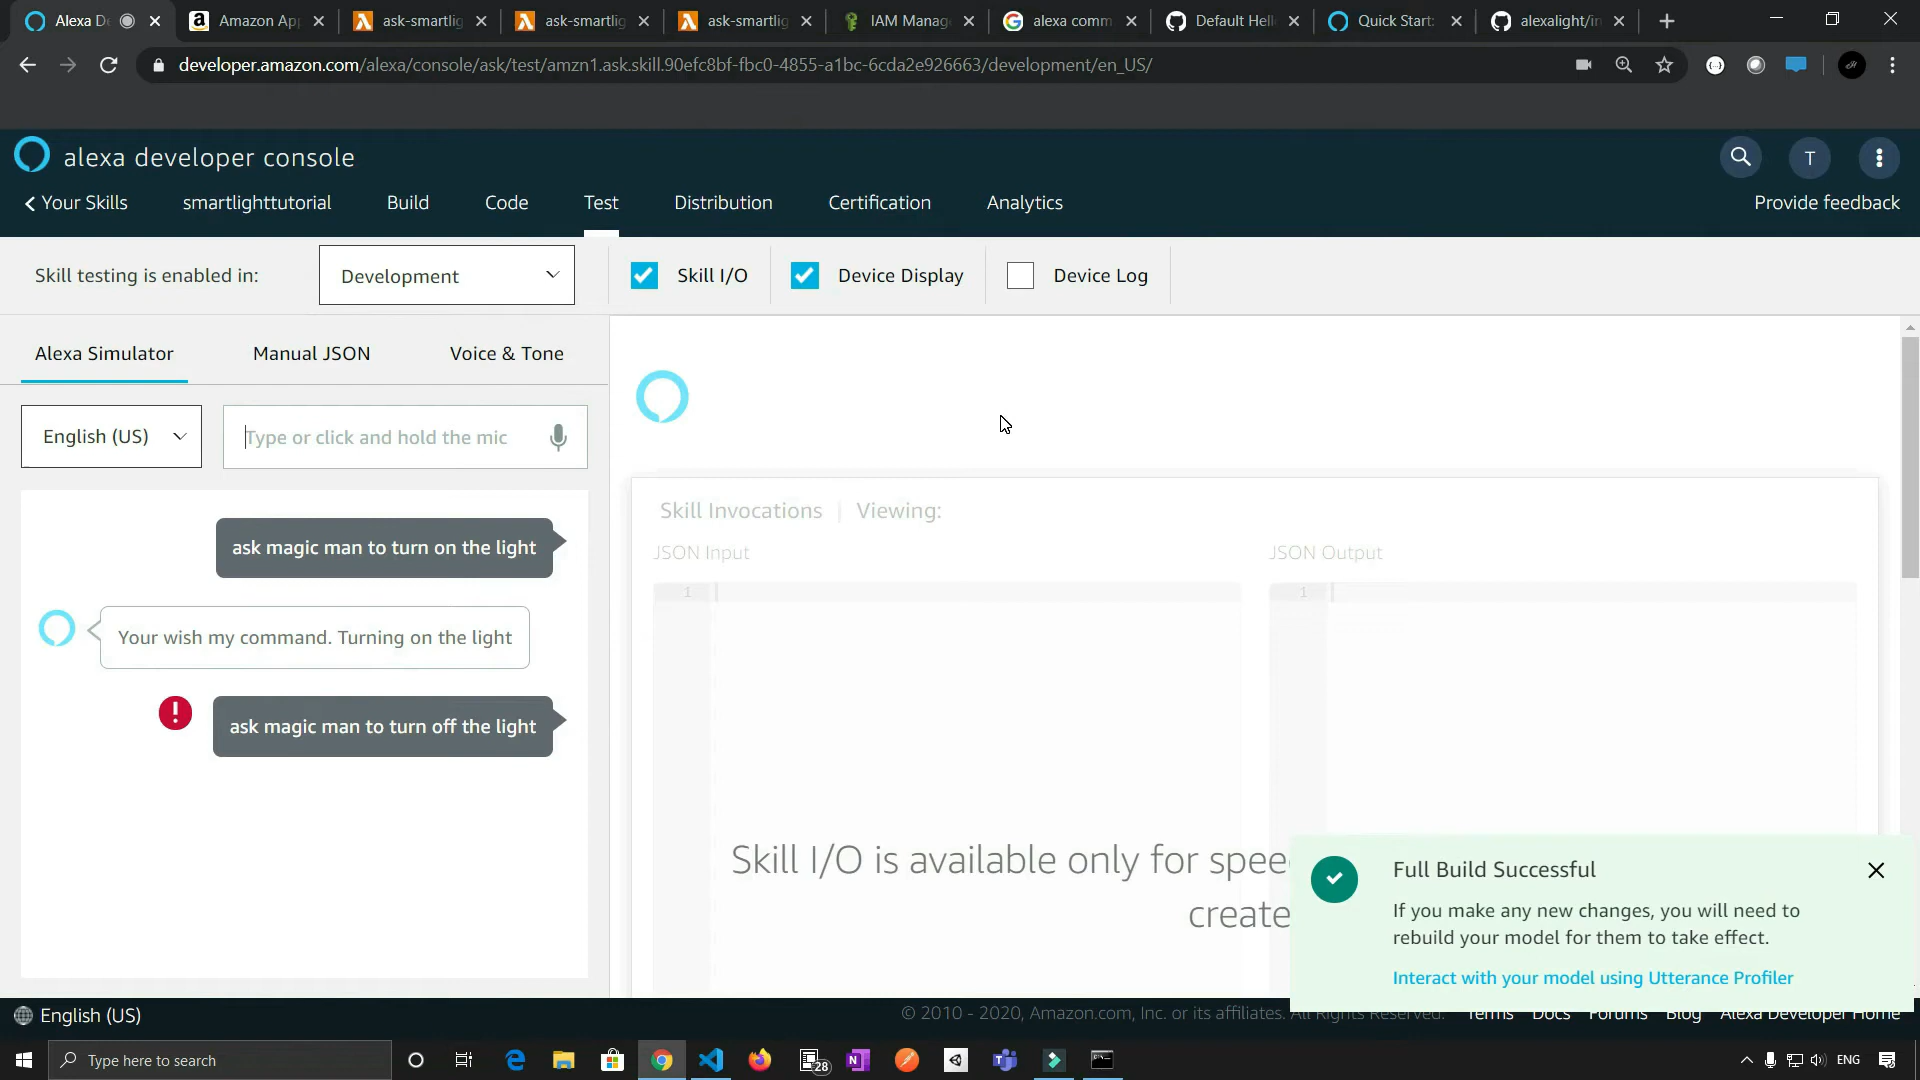 Alexa De
Amazon App
ask-smartlig
ask-smartlig
ask-smartlig
IAM Manag
alexa comm
Default Hell
Quick Start:
alexalight/in
developer.amazon.com/alexa/console/ask/test/amzn1.ask.skill.90efc8bf-fbc0-4855-a1bc-6cda2e926663/development/en_US/
alexa developer console
T
Your Skills
smartlighttutorial
Build
Code
Test
Distribution
Certification
Analytics
Provide feedback
Skill testing is enabled in:
Development
Skill I/O
Device Display
Device Log
Alexa Simulator
Manual JSON
Voice & Tone
English (US)
Type or click and hold the mic
ask magic man to turn on the light
Your wish my command. Turning on the light
ask magic man to turn off the light
Skill Invocations | Viewing:
JSON Input
JSON Output
1
1
Skill I/O is available only for spee
create
Full Build Successful
If you make any new changes, you will need to
rebuild your model for them to take effect.
Interact with your model using Utterance Profiler
English (US)
© 2010 - 2020, Amazon.com, Inc. or its affiliates. All Rights Reserved.
Terms
Docs
Forums
Blog
Alexa Developer Home
Type here to search
28
ENG